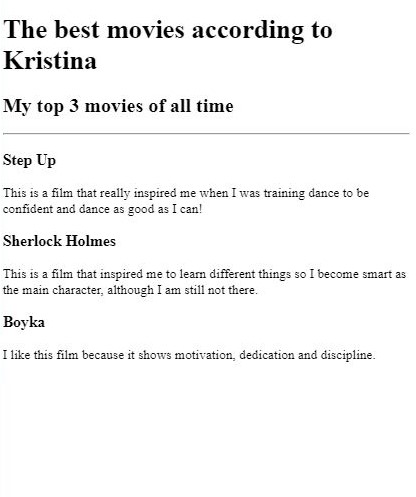 The best movies according to
Kristina
My top 3 movies of all time
Step Up
This is a film that really inspired me when I was training dance to be
confident and dance as good as I can!
Sherlock Holmes
This is a film that inspired me to learn different things so I become smart as
the main character, although I am still not there.
Boyka
I like this film because it shows motivation, dedication and discipline.